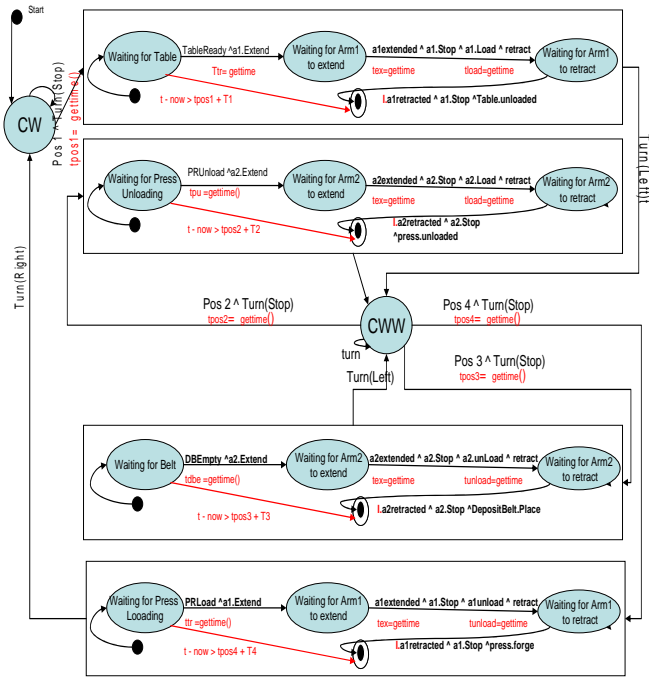 Start
CW
Pos 1 ^ Turn(Stop)
tpos1= gettime()
Waiting for Table
TableReady ^a1.Extend
Ttr= gettime
Waiting for Arm1
to extend
a1extended ^ a1.Stop ^ a1.Load ^ retract
tex=gettime
tload=gettime
Waiting for Arm1
to retract
t - now > tpos1 + T1
I.a1retracted ^ a1.Stop ^Table.unloaded
Turn(Left)t
Waiting for Press
Unloading
PRUnload ^a2.Extend
tpu =gettime()
Waiting for Arm2
to extend
a2extended ^ a2.Stop ^ a2.Load ^ retract
tex=gettime
tload=gettime
Waiting for Arm2
to retract
t - now > tpos2 + T2
I.a2retracted ^ a2.Stop
^press.unloaded
Turn(Right)
Pos 2 ^ Turn(Stop)
tpos2= gettime()
CWW
turn
Turn(Left)
Pos 4 ^ Turn(Stop)
tpos4= gettime()
Pos 3 ^ Turn(Stop)
tpos3= gettime()
Waiting for Belt
DBEmpty ^a2.Extend
tdbe =gettime()
Waiting for Arm2
to extend
a2extended ^ a2.Stop ^ a2.unLoad ^ retract
tex=gettime
tunload=gettime
Waiting for Arm2
to retract
t - now > tpos3 + T3
I.a2retracted ^ a2.Stop ^DepositBelt.Place
Waiting for Press
Looading
PRLoad ^a1.Extend
ttr =gettime()
Waiting for Arm1
to extend
a1extended ^ a1.Stop ^ a1unload ^ retract
tex=gettime
tunload=gettime
Waiting for Arm1
to retract
t - now > tpos4 + T4
I.a1retracted ^ a1.Stop ^press.forge